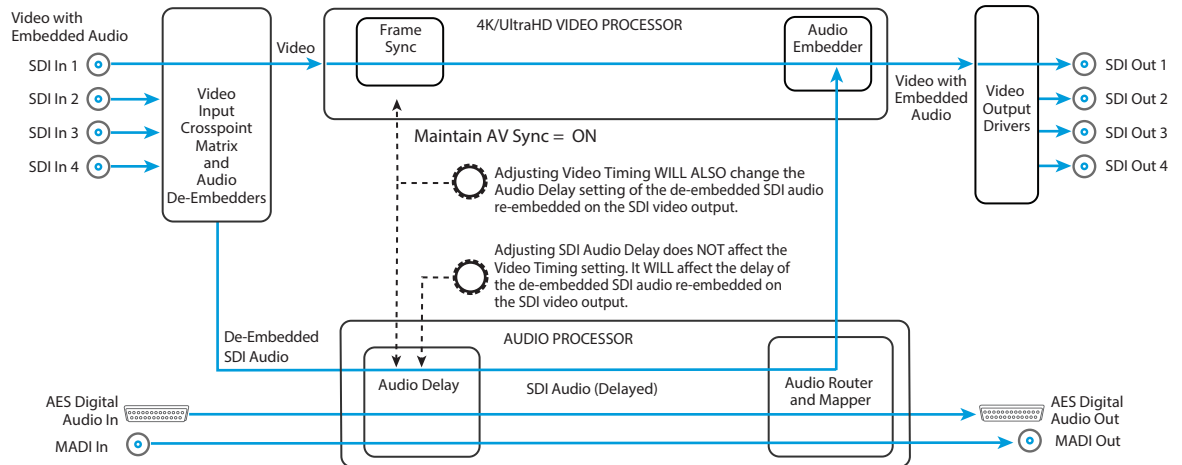 Video with
Embedded Audio
SDI In 1
SDI In 2
SDI In 3
SDI In 4
Video
Input
Crosspoint
Matrix
and
Audio
De-Embedders
Video
4K/UltraHD VIDEO PROCESSOR
Frame
Sync
Audio
Embedder
Video with
Embedded
Audio
Video
Output
Drivers
SDI Out 1
SDI Out 2
SDI Out 3
SDI Out 4
Maintain AV Sync = ON
Adjusting Video Timing WILL ALSO change the
Audio Delay setting of the de-embedded SDI audio
re-embedded on the SDI video output.
Adjusting SDI Audio Delay does NOT affect the
Video Timing setting. It WILL affect the delay of
the de-embedded SDI audio re-embedded on
the SDI video output.
De-Embedded
SDI Audio
AUDIO PROCESSOR
Audio Delay
SDI Audio (Delayed)
Audio Router
and Mapper
AES Digital
Audio In
MADI In
AES Digital
Audio Out
MADI Out